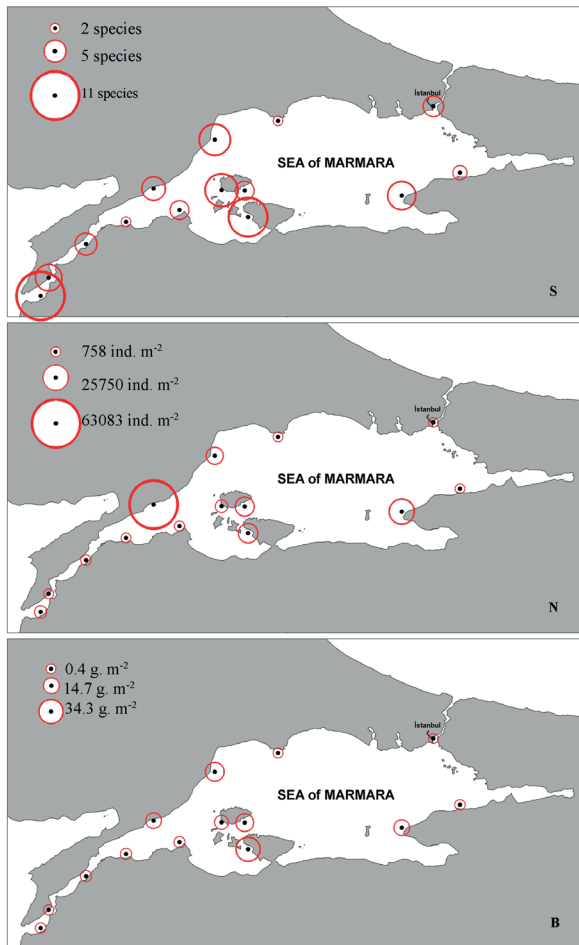 2 species
5 species
11 species
İstanbul
SEA of MARMARA
S
758 ind. m-2
25750 ind. m-2
63083 ind. m-2
İstanbul
SEA of MARMARA
N
0.4 g. m-2
14.7 g. m-2
34.3 g. m-2
İstanbul
SEA of MARMARA
B